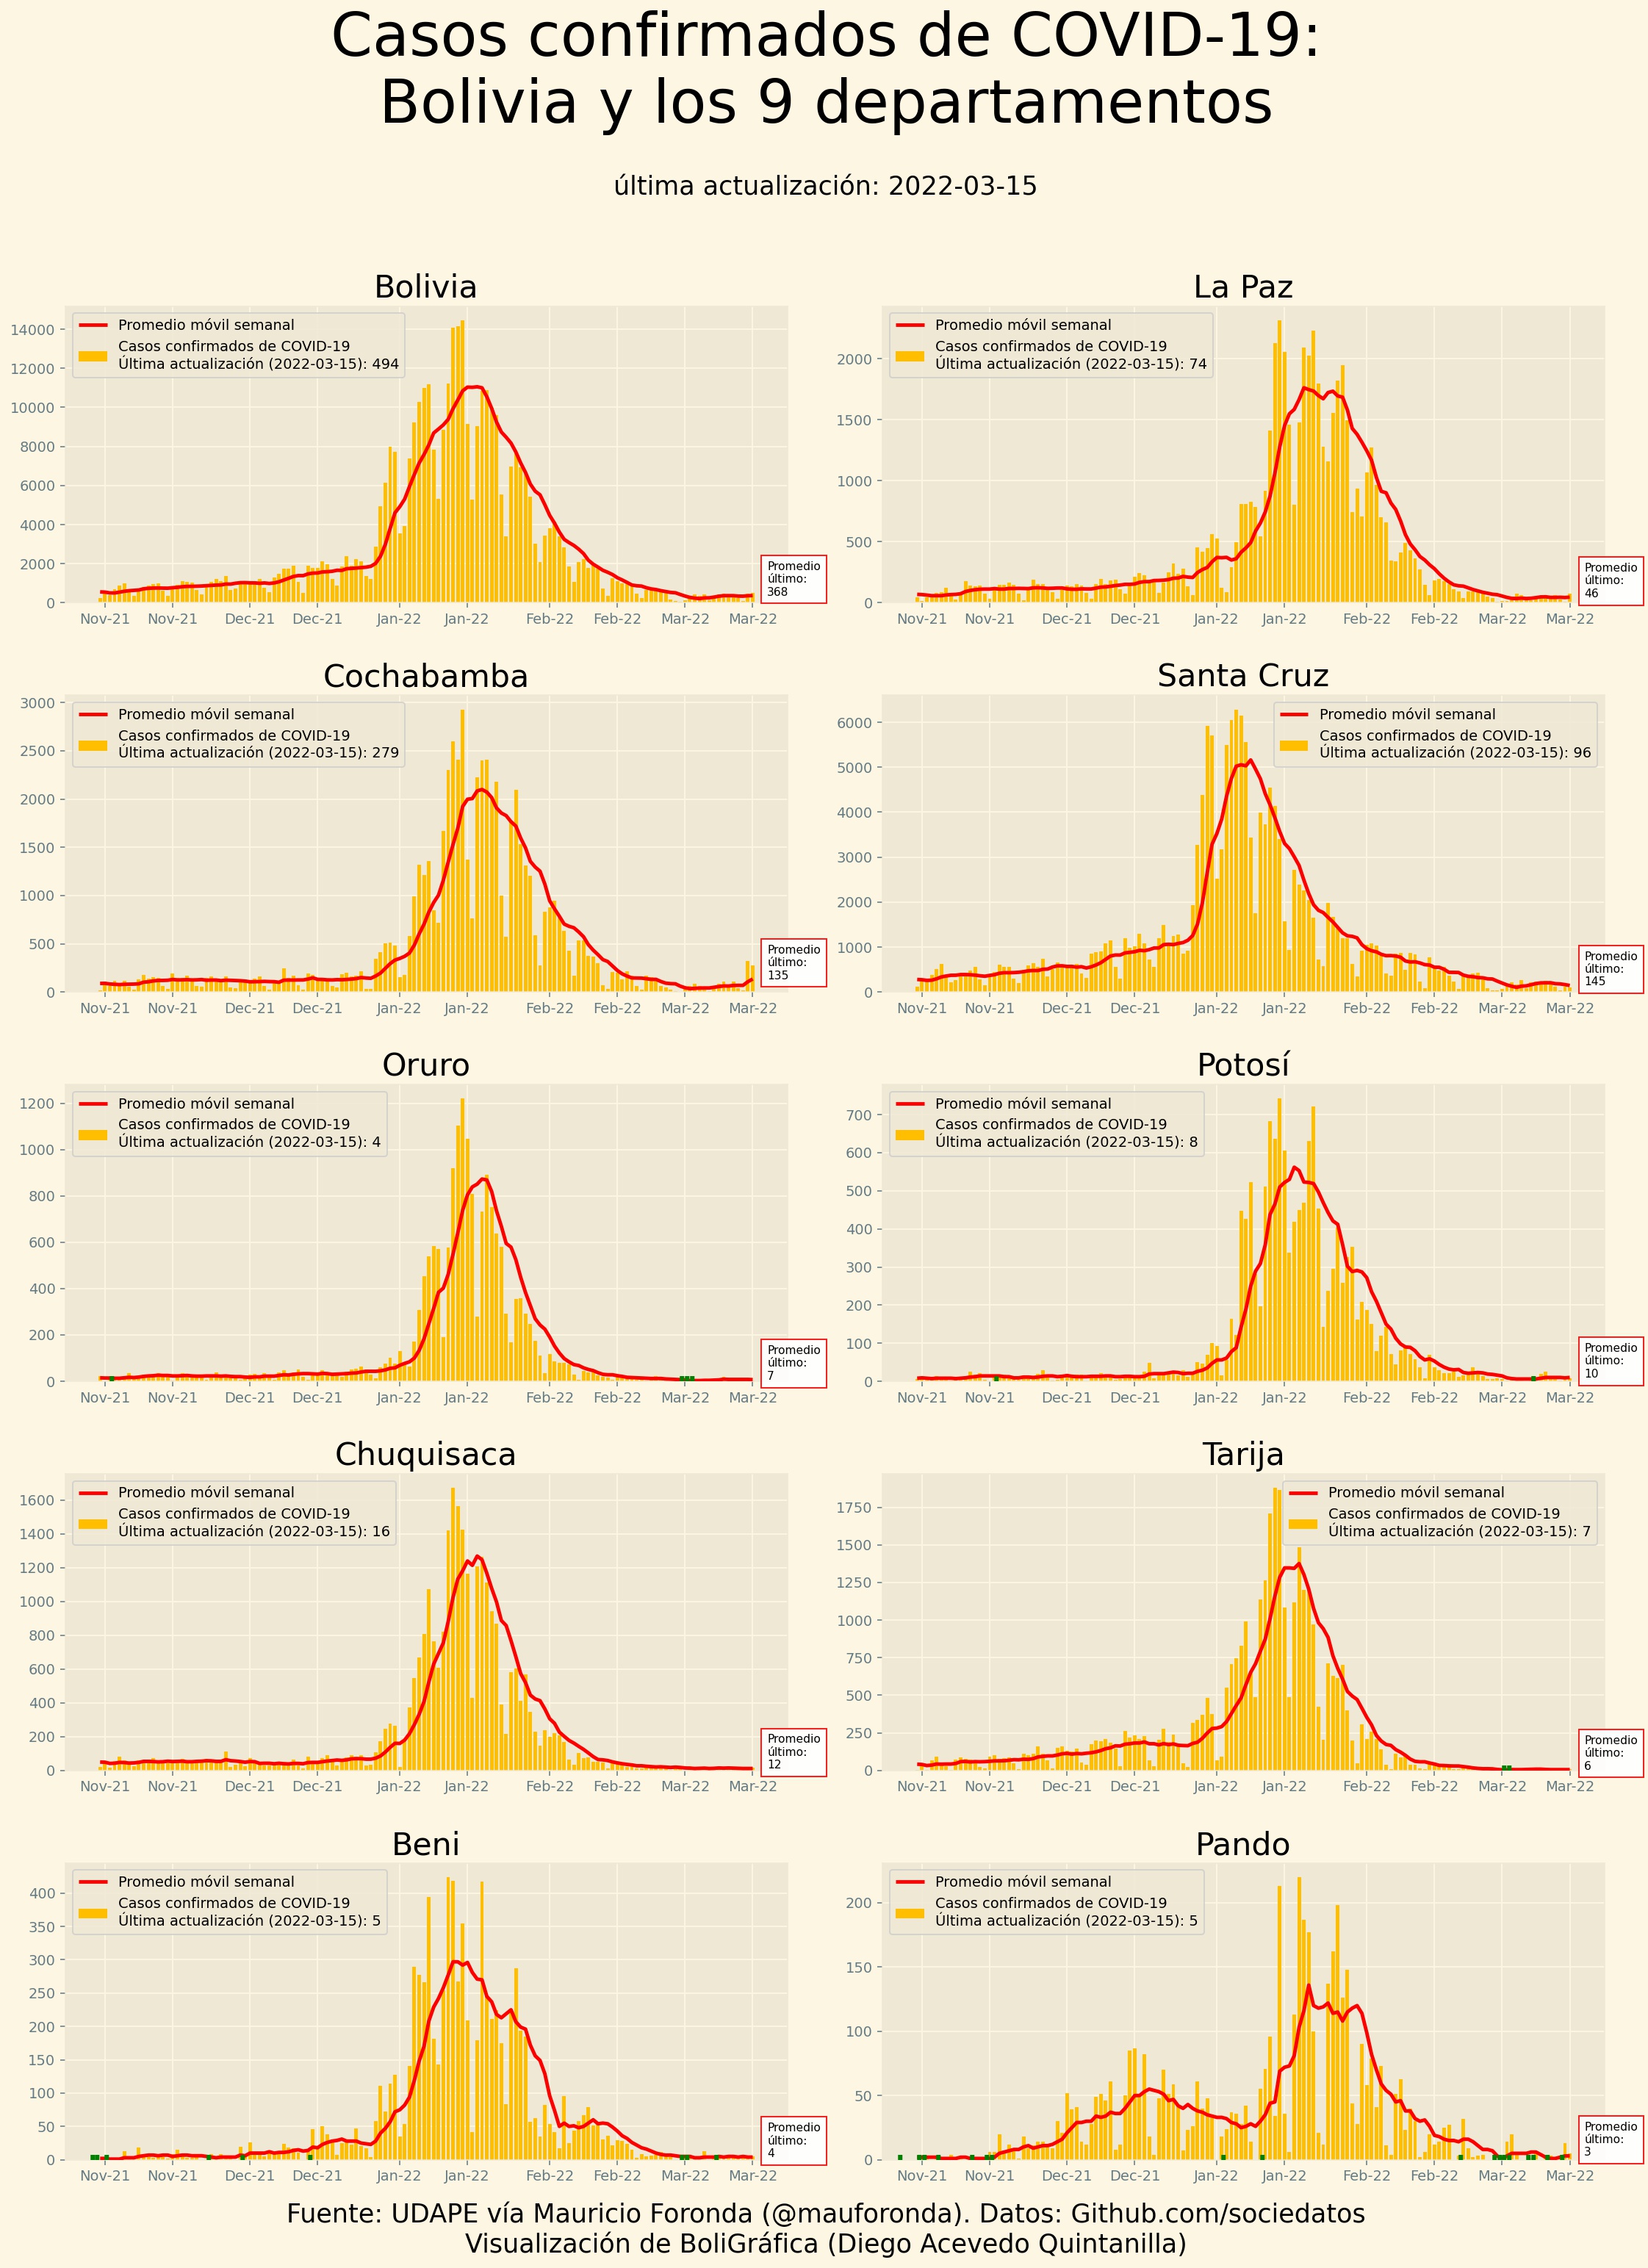 Casos confirmados de COVID-19:
Bolivia y los 9 departamentos
última actualización: 2022-03-15
Bolivia
Promedio móvil semanal
Casos confirmados de COVID-19
Última actualización (2022-03-15): 494
14000
12000
10000
8000
6000
4000
2000
0
Promedio
último:
368
Nov-21 Nov-21 Dec-21 Dec-21 Jan-22 Jan-22 Feb-22 Feb-22 Mar-22 Mar-22
La Paz
Promedio móvil semanal
Casos confirmados de COVID-19
Última actualización (2022-03-15): 74
2000
1500
1000
500
0
Promedio
último:
46
Nov-21 Nov-21 Dec-21 Dec-21 Jan-22 Jan-22 Feb-22 Feb-22 Mar-22 Mar-22
Cochabamba
Promedio móvil semanal
Casos confirmados de COVID-19
Última actualización (2022-03-15): 279
3000
2500
2000
1500
1000
500
0
Promedio
último:
135
Nov-21 Nov-21 Dec-21 Dec-21 Jan-22 Jan-22 Feb-22 Feb-22 Mar-22 Mar-22
Santa Cruz
Promedio móvil semanal
Casos confirmados de COVID-19
Última actualización (2022-03-15): 96
6000
5000
4000
3000
2000
1000
0
Promedio
último:
145
Nov-21 Nov-21 Dec-21 Dec-21 Jan-22 Jan-22 Feb-22 Feb-22 Mar-22 Mar-22
Oruro
Promedio móvil semanal
Casos confirmados de COVID-19
Última actualización (2022-03-15): 4
1200
1000
800
600
400
200
0
Promedio
último:
7
Nov-21 Nov-21 Dec-21 Dec-21 Jan-22 Jan-22 Feb-22 Feb-22 Mar-22 Mar-22
Potosí
Promedio móvil semanal
Casos confirmados de COVID-19
Última actualización (2022-03-15): 8
700
600
500
400
300
200
100
0
Promedio
último:
10
Nov-21 Nov-21 Dec-21 Dec-21 Jan-22 Jan-22 Feb-22 Feb-22 Mar-22 Mar-22
Chuquisaca
Promedio móvil semanal
Casos confirmados de COVID-19
Última actualización (2022-03-15): 16
1600
1400
1200
1000
800
600
400
200
0
Promedio
último:
12
Nov-21 Nov-21 Dec-21 Dec-21 Jan-22 Jan-22 Feb-22 Feb-22 Mar-22 Mar-22
Tarija
Promedio móvil semanal
Casos confirmados de COVID-19
Última actualización (2022-03-15): 7
1750
1500
1250
1000
750
500
250
0
Promedio
último:
6
Nov-21 Nov-21 Dec-21 Dec-21 Jan-22 Jan-22 Feb-22 Feb-22 Mar-22 Mar-22
Beni
Promedio móvil semanal
Casos confirmados de COVID-19
Última actualización (2022-03-15): 5
400
350
300
250
200
150
100
50
0
Promedio
último:
4
Nov-21 Nov-21 Dec-21 Dec-21 Jan-22 Jan-22 Feb-22 Feb-22 Mar-22 Mar-22
Pando
Promedio móvil semanal
Casos confirmados de COVID-19
Última actualización (2022-03-15): 5
200
150
100
50
0
Promedio
último:
3
Nov-21 Nov-21 Dec-21 Dec-21 Jan-22 Jan-22 Feb-22 Feb-22 Mar-22 Mar-22
Fuente: UDAPE vía Mauricio Foronda (@mauforonda). Datos: Github.com/sociedatos
Visualización de BoliGráfica (Diego Acevedo Quintanilla)